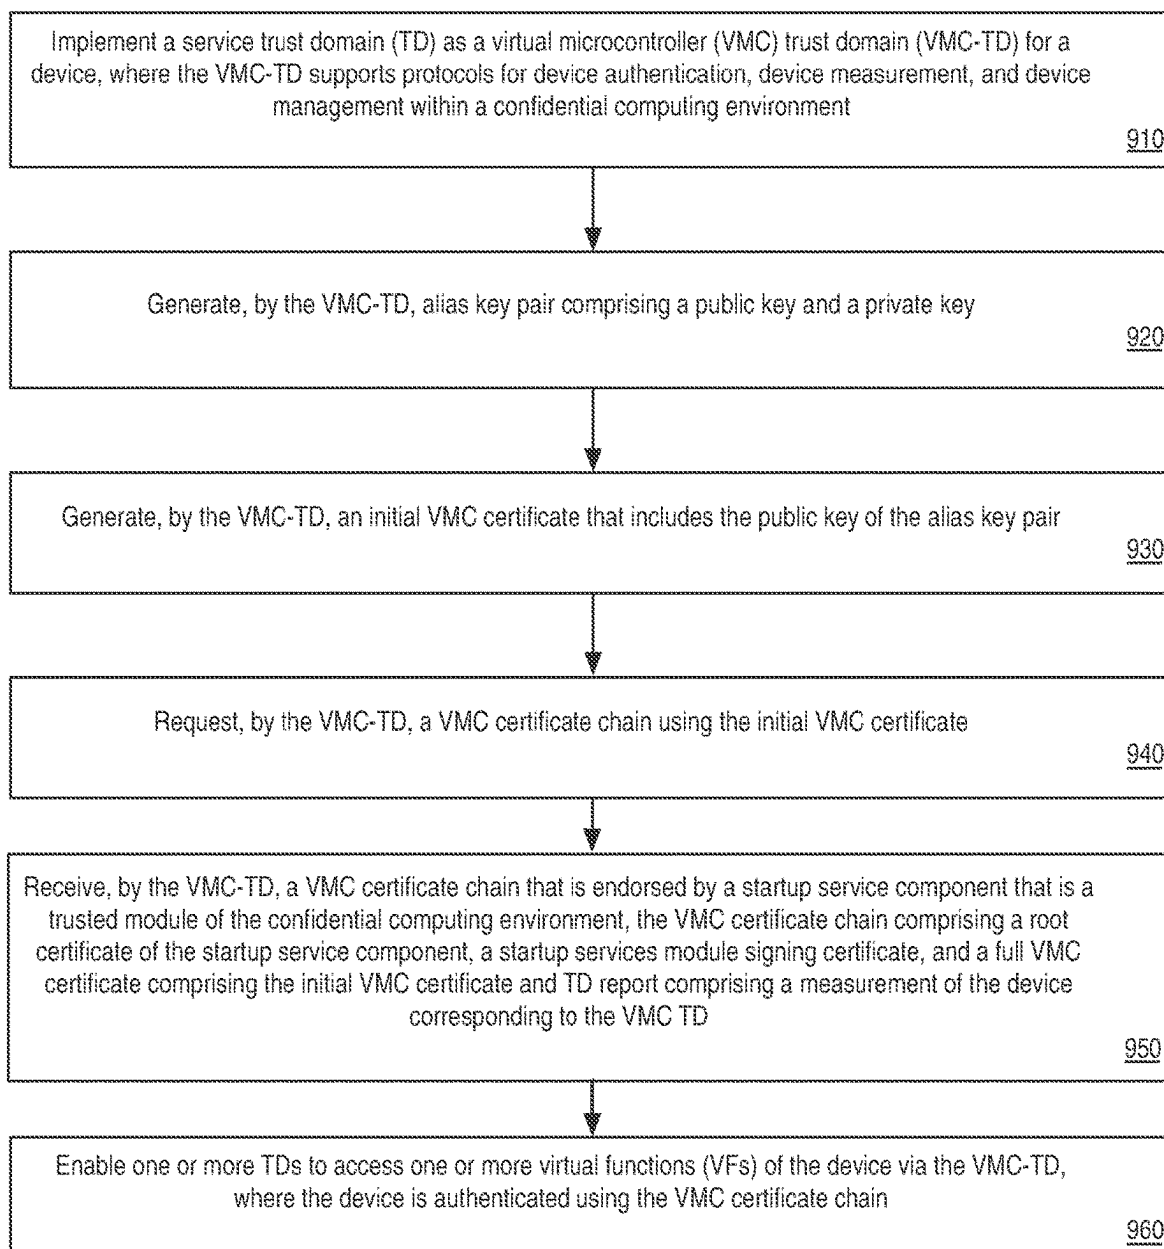 Implement a service trust domain (TD) as a virtual microcontroller (VMC) trust domain (VMC-TD) for a
device, where the VMC-TD supports protocols for device authentication, device measurement, and device
management within a confidential computing environment
910
Generate, by the VMC-TD, alias key pair comprising a public key and a private key
920
Generate, by the VMC-TD, an initial VMC certificate that includes the public key of the alias key pair
930
Request, by the VMC-TD, a VMC certificate chain using the initial VMC certificate
940
Receive, by the VMC-TD, a VMC certificate chain that is endorsed by a startup service component that is a
trusted module of the confidential computing environment, the VMC certificate chain comprising a root
certificate of the startup service component, a startup services module signing certificate, and a full VMC
certificate comprising the initial VMC certificate and TD report comprising a measurement of the device
corresponding to the VMC TD
950
Enable one or more TDs to access one or more virtual functions (VFs) of the device via the VMC-TD,
where the device is authenticated using the VMC certificate chain
960